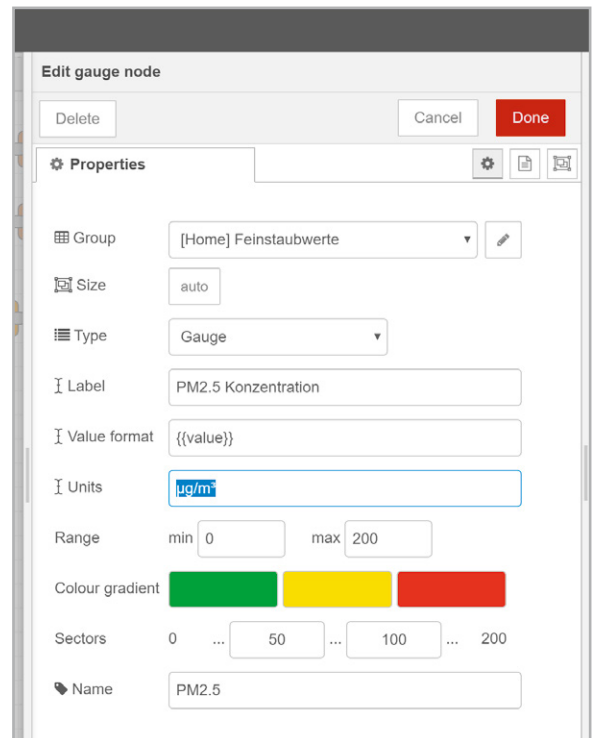 Edit gauge node
Delete Cancel Done
Properties
Group [Home] Feinstaubwerte
Size auto
Type Gauge
Label PM2.5 Konzentration
Value format {{value}}
Units µg/m³
Range min 0 max 200
Colour gradient
Sectors 0 ... 50 ... 100 ... 200
Name PM2.5